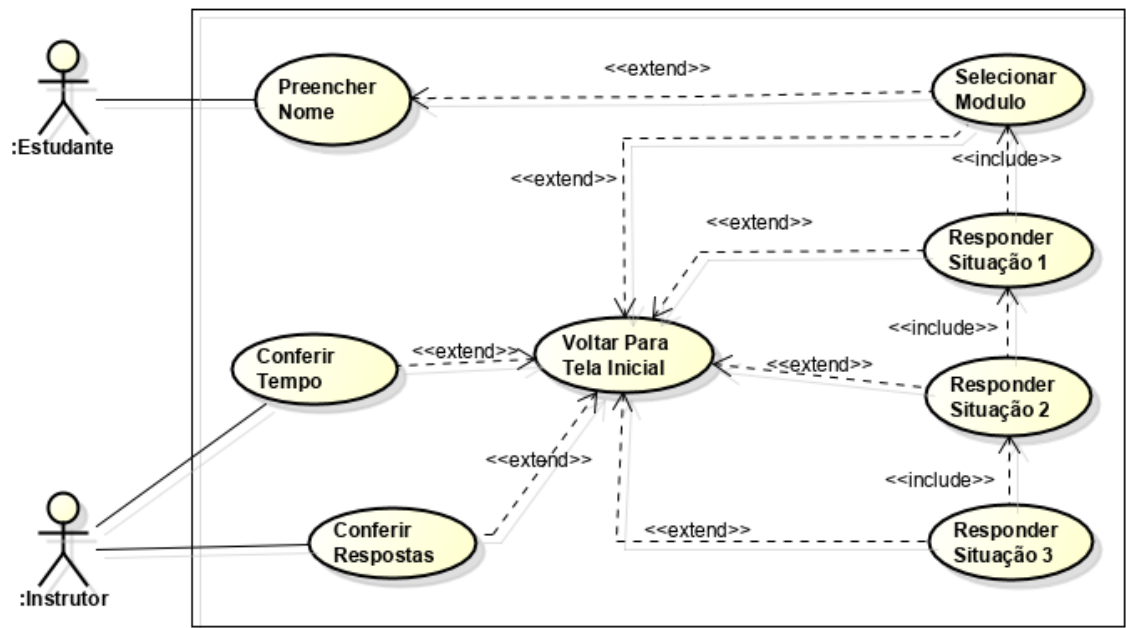 :Estudante
Preencher
Nome
<<extend>>
Selecionar
Modulo
<<extend>>
<<include>>
<<extend>>
Responder
Situação 1
<<include>>
Conferir
Tempo
<<extend>>
Voltar Para
Tela Inicial
<<extend>>
Responder
Situação 2
<<extend>>
<<include>>
:Instrutor
Conferir
Respostas
<<extend>>
Responder
Situação 3